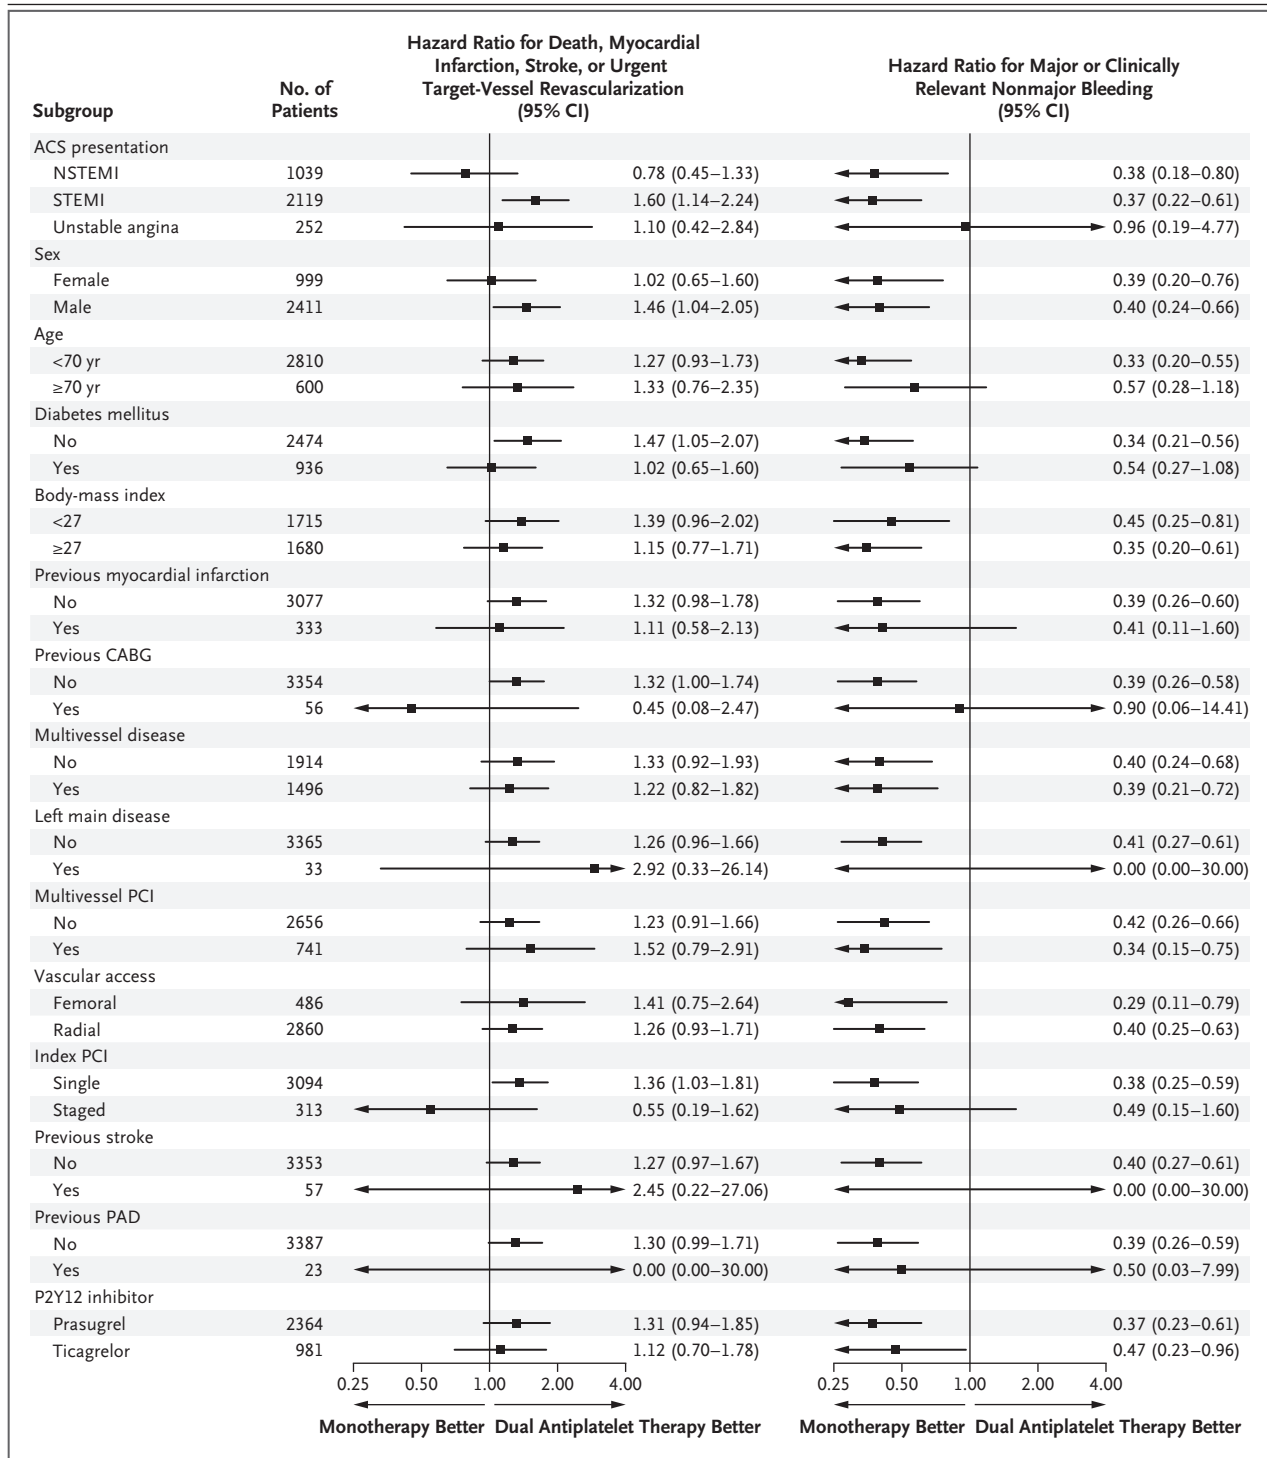 Hazard Ratio for Death, Myocardial
Infarction, Stroke, or Urgent
Target-Vessel Revascularization
(95% CI)
Hazard Ratio for Major or Clinically
Relevant Nonmajor Bleeding
(95% CI)
No. of
Patients
Subgroup
ACS presentation
NSTEMI 1039 0.78 (0.45–1.33) 0.38 (0.18–0.80)
STEMI 2119 1.60 (1.14–2.24) 0.37 (0.22–0.61)
Unstable angina 252 1.10 (0.42–2.84) 0.96 (0.19–4.77)
Sex
Female 999 1.02 (0.65–1.60) 0.39 (0.20–0.76)
Male 2411 1.46 (1.04–2.05) 0.40 (0.24–0.66)
Age
<70 yr 2810 1.27 (0.93–1.73) 0.33 (0.20–0.55)
≥70 yr 600 1.33 (0.76–2.35) 0.57 (0.28–1.18)
Diabetes mellitus
No 2474 1.47 (1.05–2.07) 0.34 (0.21–0.56)
Yes 936 1.02 (0.65–1.60) 0.54 (0.27–1.08)
Body-mass index
<27 1715 1.39 (0.96–2.02) 0.45 (0.25–0.81)
≥27 1680 1.15 (0.77–1.71) 0.35 (0.20–0.61)
Previous myocardial infarction
No 3077 1.32 (0.98–1.78) 0.39 (0.26–0.60)
Yes 333 1.11 (0.58–2.13) 0.41 (0.11–1.60)
Previous CABG
No 3354 1.32 (1.00–1.74) 0.39 (0.26–0.58)
Yes 56 0.45 (0.08–2.47) 0.90 (0.06–14.41)
Multivessel disease
No 1914 1.33 (0.92–1.93) 0.40 (0.24–0.68)
Yes 1496 1.22 (0.82–1.82) 0.39 (0.21–0.72)
Left main disease
No 3365 1.26 (0.96–1.66) 0.41 (0.27–0.61)
Yes 33 2.92 (0.33–26.14) 0.00 (0.00–30.00)
Multivessel PCI
No 2656 1.23 (0.91–1.66) 0.42 (0.26–0.66)
Yes 741 1.52 (0.79–2.91) 0.34 (0.15–0.75)
Vascular access
Femoral 486 1.41 (0.75–2.64) 0.29 (0.11–0.79)
Radial 2860 1.26 (0.93–1.71) 0.40 (0.25–0.63)
Index PCI
Single 3094 1.36 (1.03–1.81) 0.38 (0.25–0.59)
Staged 313 0.55 (0.19–1.62) 0.49 (0.15–1.60)
Previous stroke
No 3353 1.27 (0.97–1.67) 0.40 (0.27–0.61)
Yes 57 2.45 (0.22–27.06) 0.00 (0.00–30.00)
Previous PAD
No 3387 1.30 (0.99–1.71) 0.39 (0.26–0.59)
Yes 23 0.00 (0.00–30.00) 0.50 (0.03–7.99)
P2Y12 inhibitor
Prasugrel 2364 1.31 (0.94–1.85) 0.37 (0.23–0.61)
Ticagrelor 981 1.12 (0.70–1.78) 0.47 (0.23–0.96)
0.25 0.50 1.00 2.00 4.00 0.25 0.50 1.00 2.00 4.00
Monotherapy Better Dual Antiplatelet Therapy Better Monotherapy Better Dual Antiplatelet Therapy Better